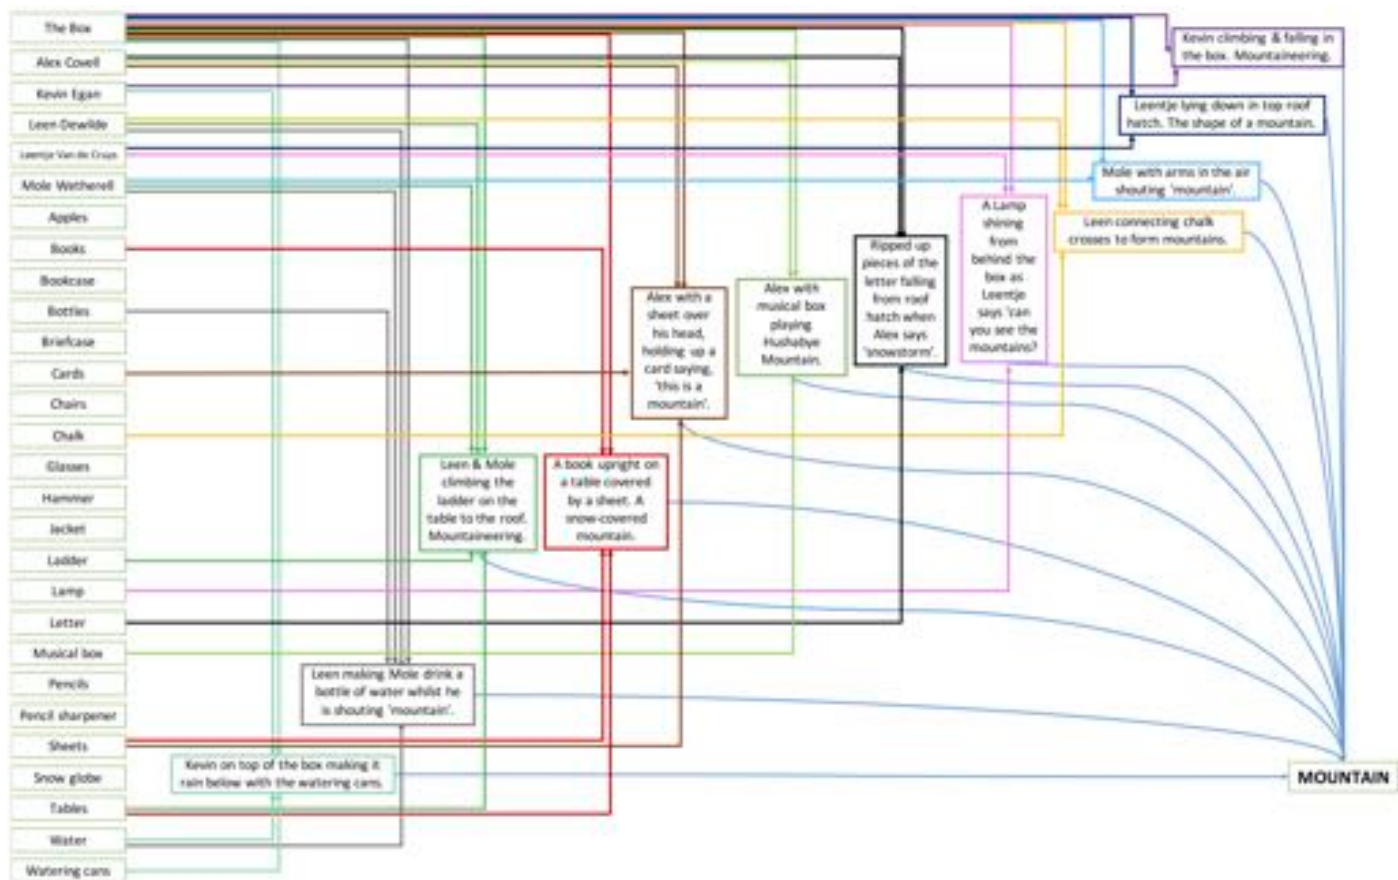 The Box
Alex Covell
Kevin Egan
Leen Dewilde
Leentje Van de Cruys
Mole Wetherell
Apples
Books
Bookcase
Bottles
Briefcase
Cards
Chairs
Chalk
Glasses
Hammer
Jacket
Ladder
Lamp
Letter
Musical box
Pencils
Pencil sharpener
Sheets
Snow globe
Tables
Water
Watering cans
Kevin on top of the box making it
rain below with the watering cans.
Leen making Mole drink a
bottle of water whilst he
is shouting 'mountain'.
Leen & Mole
climbing the
ladder on the
table to the roof.
Mountaineering.
A book upright on
a table covered
by a sheet. A
snow-covered
mountain.
Alex with a
sheet over
his head,
holding up a
card saying,
'this is a
mountain'.
Alex with
musical box
playing
Hushabye
Mountain.
Ripped up
pieces of the
letter falling
from roof
hatch when
Alex says
'snowstorm'.
A Lamp
shining
from
behind the
box as
Leentje
says 'can
you see the
mountains?
Leen connecting chalk
crosses to form mountains.
Mole with arms in the air
shouting 'mountain'.
Leentje lying down in top roof
hatch. The shape of a mountain.
Kevin climbing & falling in
the box. Mountaineering.
MOUNTAIN